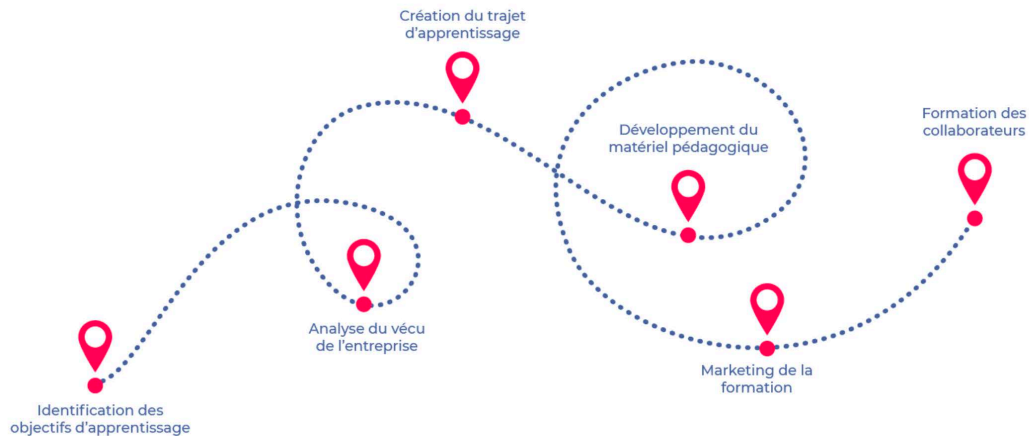 Identification des
objectifs d'apprentissage
Analyse du vécu
de l'entreprise
Création du trajet
d'apprentissage
Développement du
matériel pédagogique
Marketing de la
formation
Formation des
collaborateurs